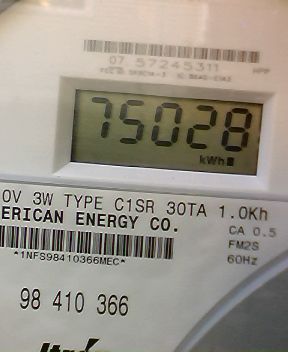 07 57245311
75028
kWh
0V 3W TYPE C1SR 30TA 1.0Kh
ERICAN ENERGY CO.
CA 0.5
FM2S
60Hz
*1NFS98410366MEC*
98 410 366